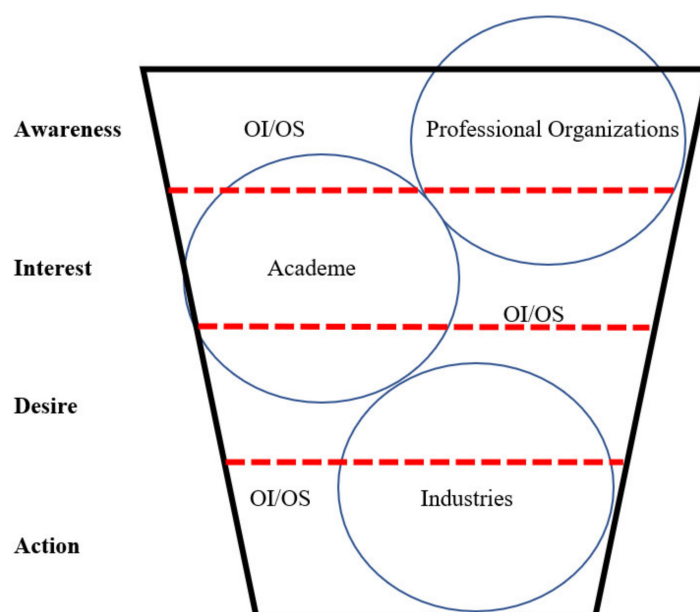 Awareness
OI/OS
Professional Organizations
Interest
Academe
OI/OS
Desire
OI/OS
Industries
Action